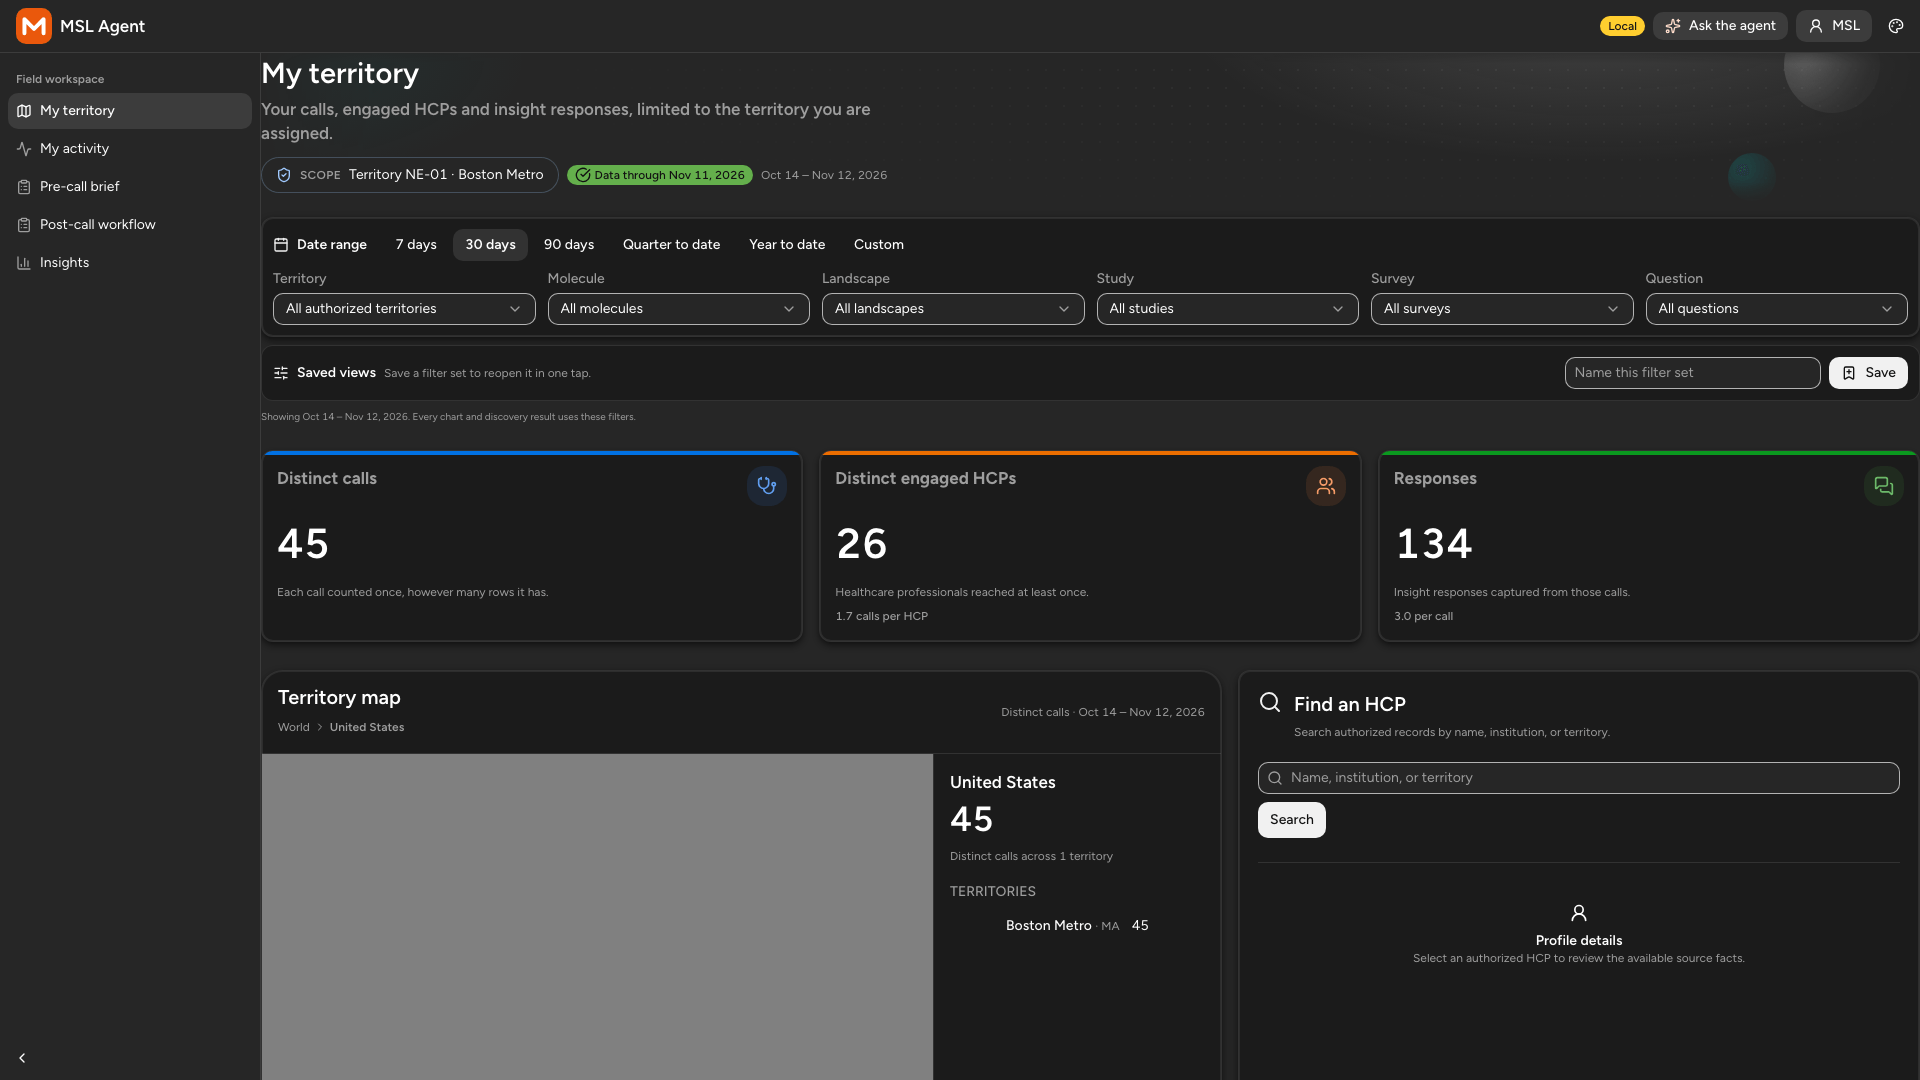 MSL Agent
Local
Ask the agent
MSL
Field workspace
My territory
My activity
Pre-call brief
Post-call workflow
Insights
My territory
Your calls, engaged HCPs and insight responses, limited to the territory you are
assigned.
SCOPE Territory NE-01 · Boston Metro
Data through Nov 11, 2026
Oct 14 – Nov 12, 2026
Date range 7 days 30 days 90 days Quarter to date Year to date Custom
Territory Molecule Landscape Study Survey Question
All authorized territories All molecules All landscapes All studies All surveys All questions
Saved views Save a filter set to reopen it in one tap.
Name this filter set
Save
Showing Oct 14 – Nov 12, 2026. Every chart and discovery result uses these filters.
Distinct calls
45
Each call counted once, however many rows it has.
Distinct engaged HCPs
26
Healthcare professionals reached at least once.
1.7 calls per HCP
Responses
134
Insight responses captured from those calls.
3.0 per call
Territory map
World > United States
Distinct calls · Oct 14 – Nov 12, 2026
United States
45
Distinct calls across 1 territory
TERRITORIES
Boston Metro · MA 45
Find an HCP
Search authorized records by name, institution, or territory.
Name, institution, or territory
Search
Profile details
Select an authorized HCP to review the available source facts.